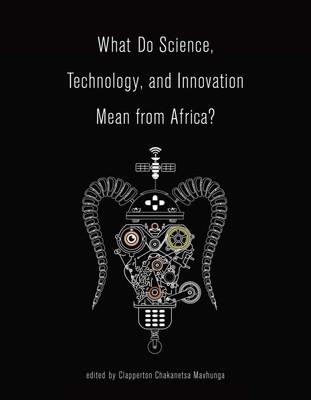 What Do Science,
Technology, and Innovation
Mean from Africa?
edited by Clapperton Chakanetsa Mavhunga